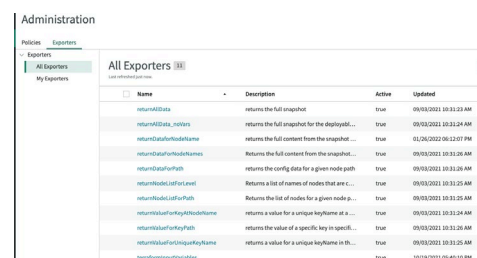 Administration
Policies Exporters
Exporters
All Exporters
My Exporters
All Exporters 11
Last refreshed just now.
Name Description Active Updated
returnAllData returns the full snapshot true 09/03/2021 10:31:23 AM
returnAllData_noVars returns the full snapshot for the deployabl... true 09/03/2021 10:31:24 AM
returnDataforNodeName returns the full content from the snapshot ... true 01/26/2022 06:12:07 PM
returnDataForNodeNames Returns the full content from the snapshot... true 09/03/2021 10:31:26 AM
returnDataForPath returns the config data for a given node path true 09/03/2021 10:31:26 AM
returnNodeListForLevel Returns a list of names of nodes that are c... true 09/03/2021 10:31:25 AM
returnNodeListForPath Returns the list of nodes for a given node p... true 09/03/2021 10:31:25 AM
returnValueForKeyAtNodeName returns a value for a unique keyName at a ... true 09/03/2021 10:31:24 AM
returnValueForKeyPath returns the value of a specific key in specif... true 09/03/2021 10:31:26 AM
returnValueForUniqueKeyName returns a value for a unique keyName in th... true 09/03/2021 10:31:25 AM